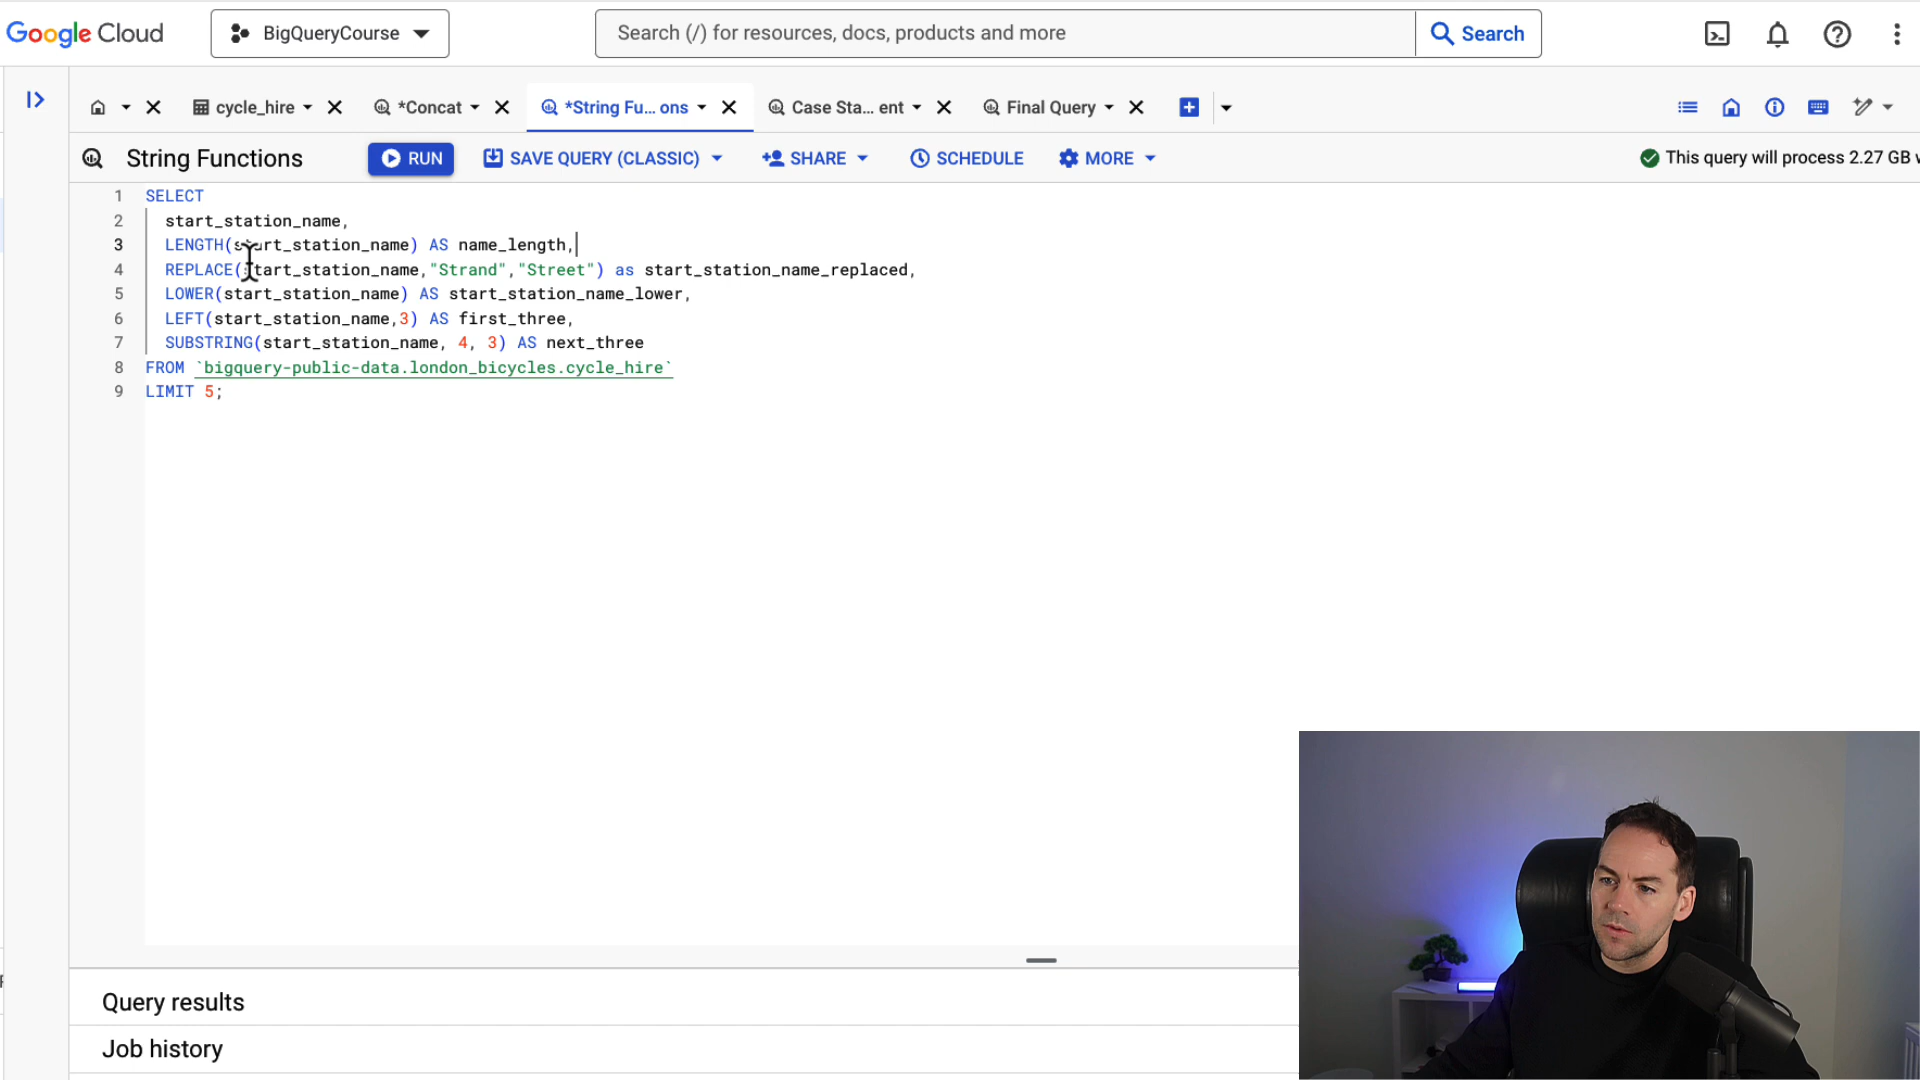 Google Cloud
BigQueryCourse
Search (/) for resources, docs, products and more
Search
cycle_hire
*Concat
*String Fu... ons
Case Sta... ent
Final Query
String Functions
RUN
SAVE QUERY (CLASSIC)
SHARE
SCHEDULE
MORE
This query will process 2.27 GB
1 SELECT
2 start_station_name,
3 LENGTH(start_station_name) AS name_length,
4 REPLACE(start_station_name,"Strand","Street") as start_station_name_replaced,
5 LOWER(start_station_name) AS start_station_name_lower,
6 LEFT(start_station_name,3) AS first_three,
7 SUBSTRING(start_station_name, 4, 3) AS next_three
8 FROM `bigquery-public-data.london_bicycles.cycle_hire`
9 LIMIT 5;
Query results
Job history